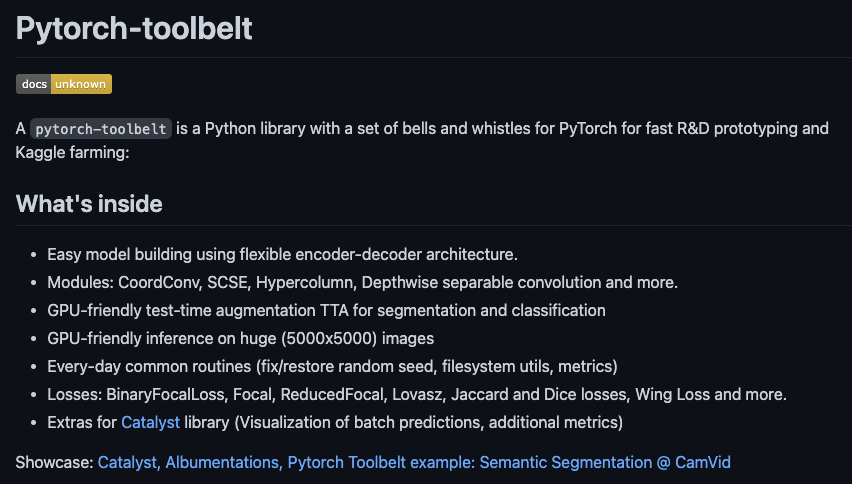 Pytorch-toolbelt
docs unknown
A pytorch-toolbelt is a Python library with a set of bells and whistles for PyTorch for fast R&D prototyping and
Kaggle farming:
What's inside
• Easy model building using flexible encoder-decoder architecture.
• Modules: CoordConv, SCSE, Hypercolumn, Depthwise separable convolution and more.
• GPU-friendly test-time augmentation TTA for segmentation and classification
• GPU-friendly inference on huge (5000x5000) images
• Every-day common routines (fix/restore random seed, filesystem utils, metrics)
• Losses: BinaryFocalLoss, Focal, ReducedFocal, Lovasz, Jaccard and Dice losses, Wing Loss and more.
• Extras for Catalyst library (Visualization of batch predictions, additional metrics)
Showcase: Catalyst, Albumentations, Pytorch Toolbelt example: Semantic Segmentation @ CamVid